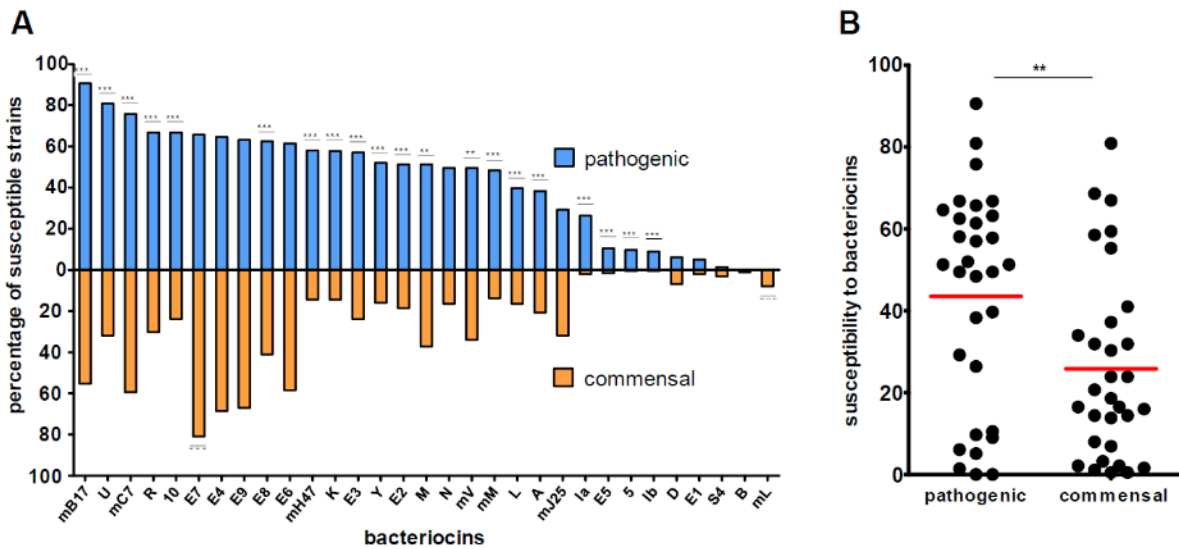 A
B
percentage of susceptible strains
100
80
60
40
20
0
20
40
60
80
100
*** *** *** *** *** *** *** *** *** *** *** ** *** *** *** *** *** *** ***
pathogenic
commensal
mB17 U mC7 R 10 E7 E4 E9 E8 E6 mH47 K E3 Y E2 M N mV mM L A mJ25 Ia E5 5 Ib D E1 S4 B mL
bacteriocins
susceptibility to bacteriocins
100
80
60
40
20
0
**
pathogenic commensal